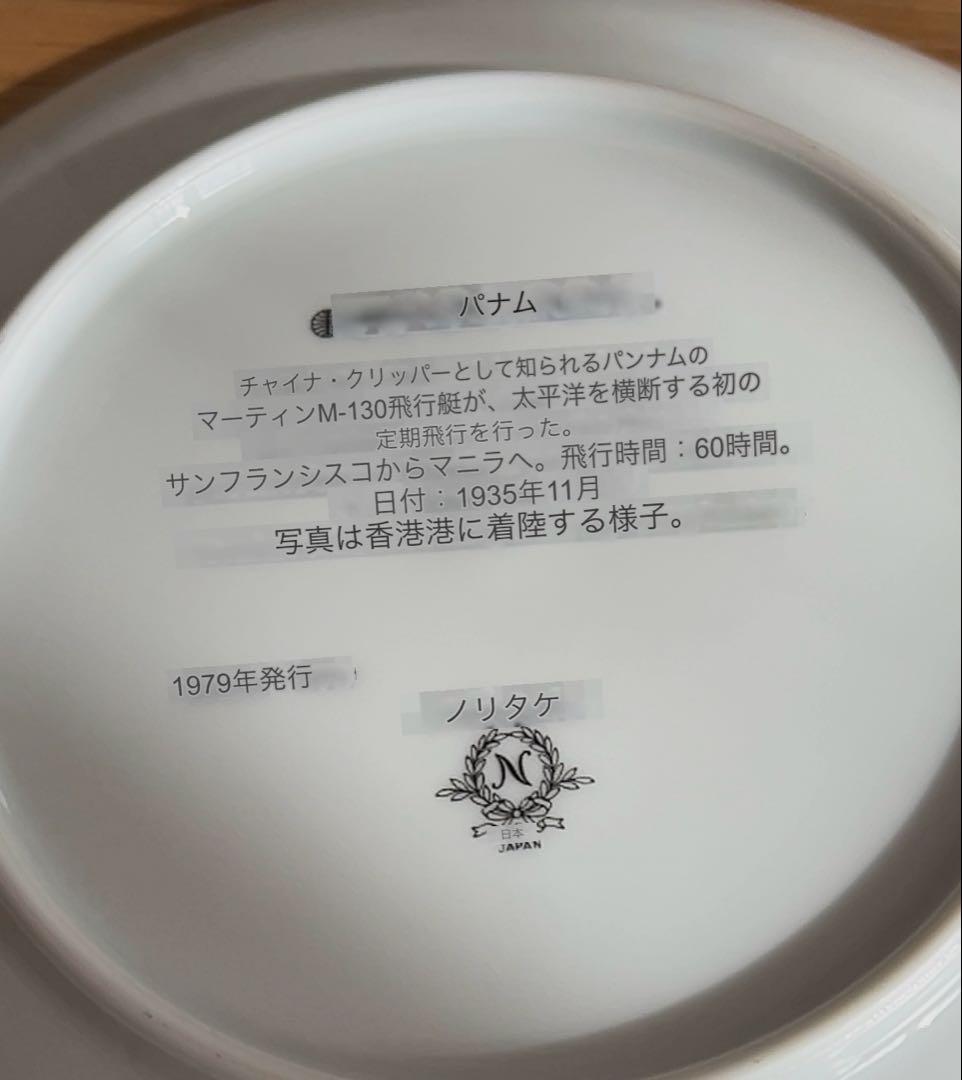 パナム
チャイナ・クリッパーとして知られるパンナムの
マーティンM-130飛行艇が、太平洋を横断する初の
定期飛行を行った。
サンフランシスコからマニラへ。飛行時間：60時間。
日付：1935年11月
写真は香港港に着陸する様子。
1979年発行
ノリタケ
N
日本
JAPAN